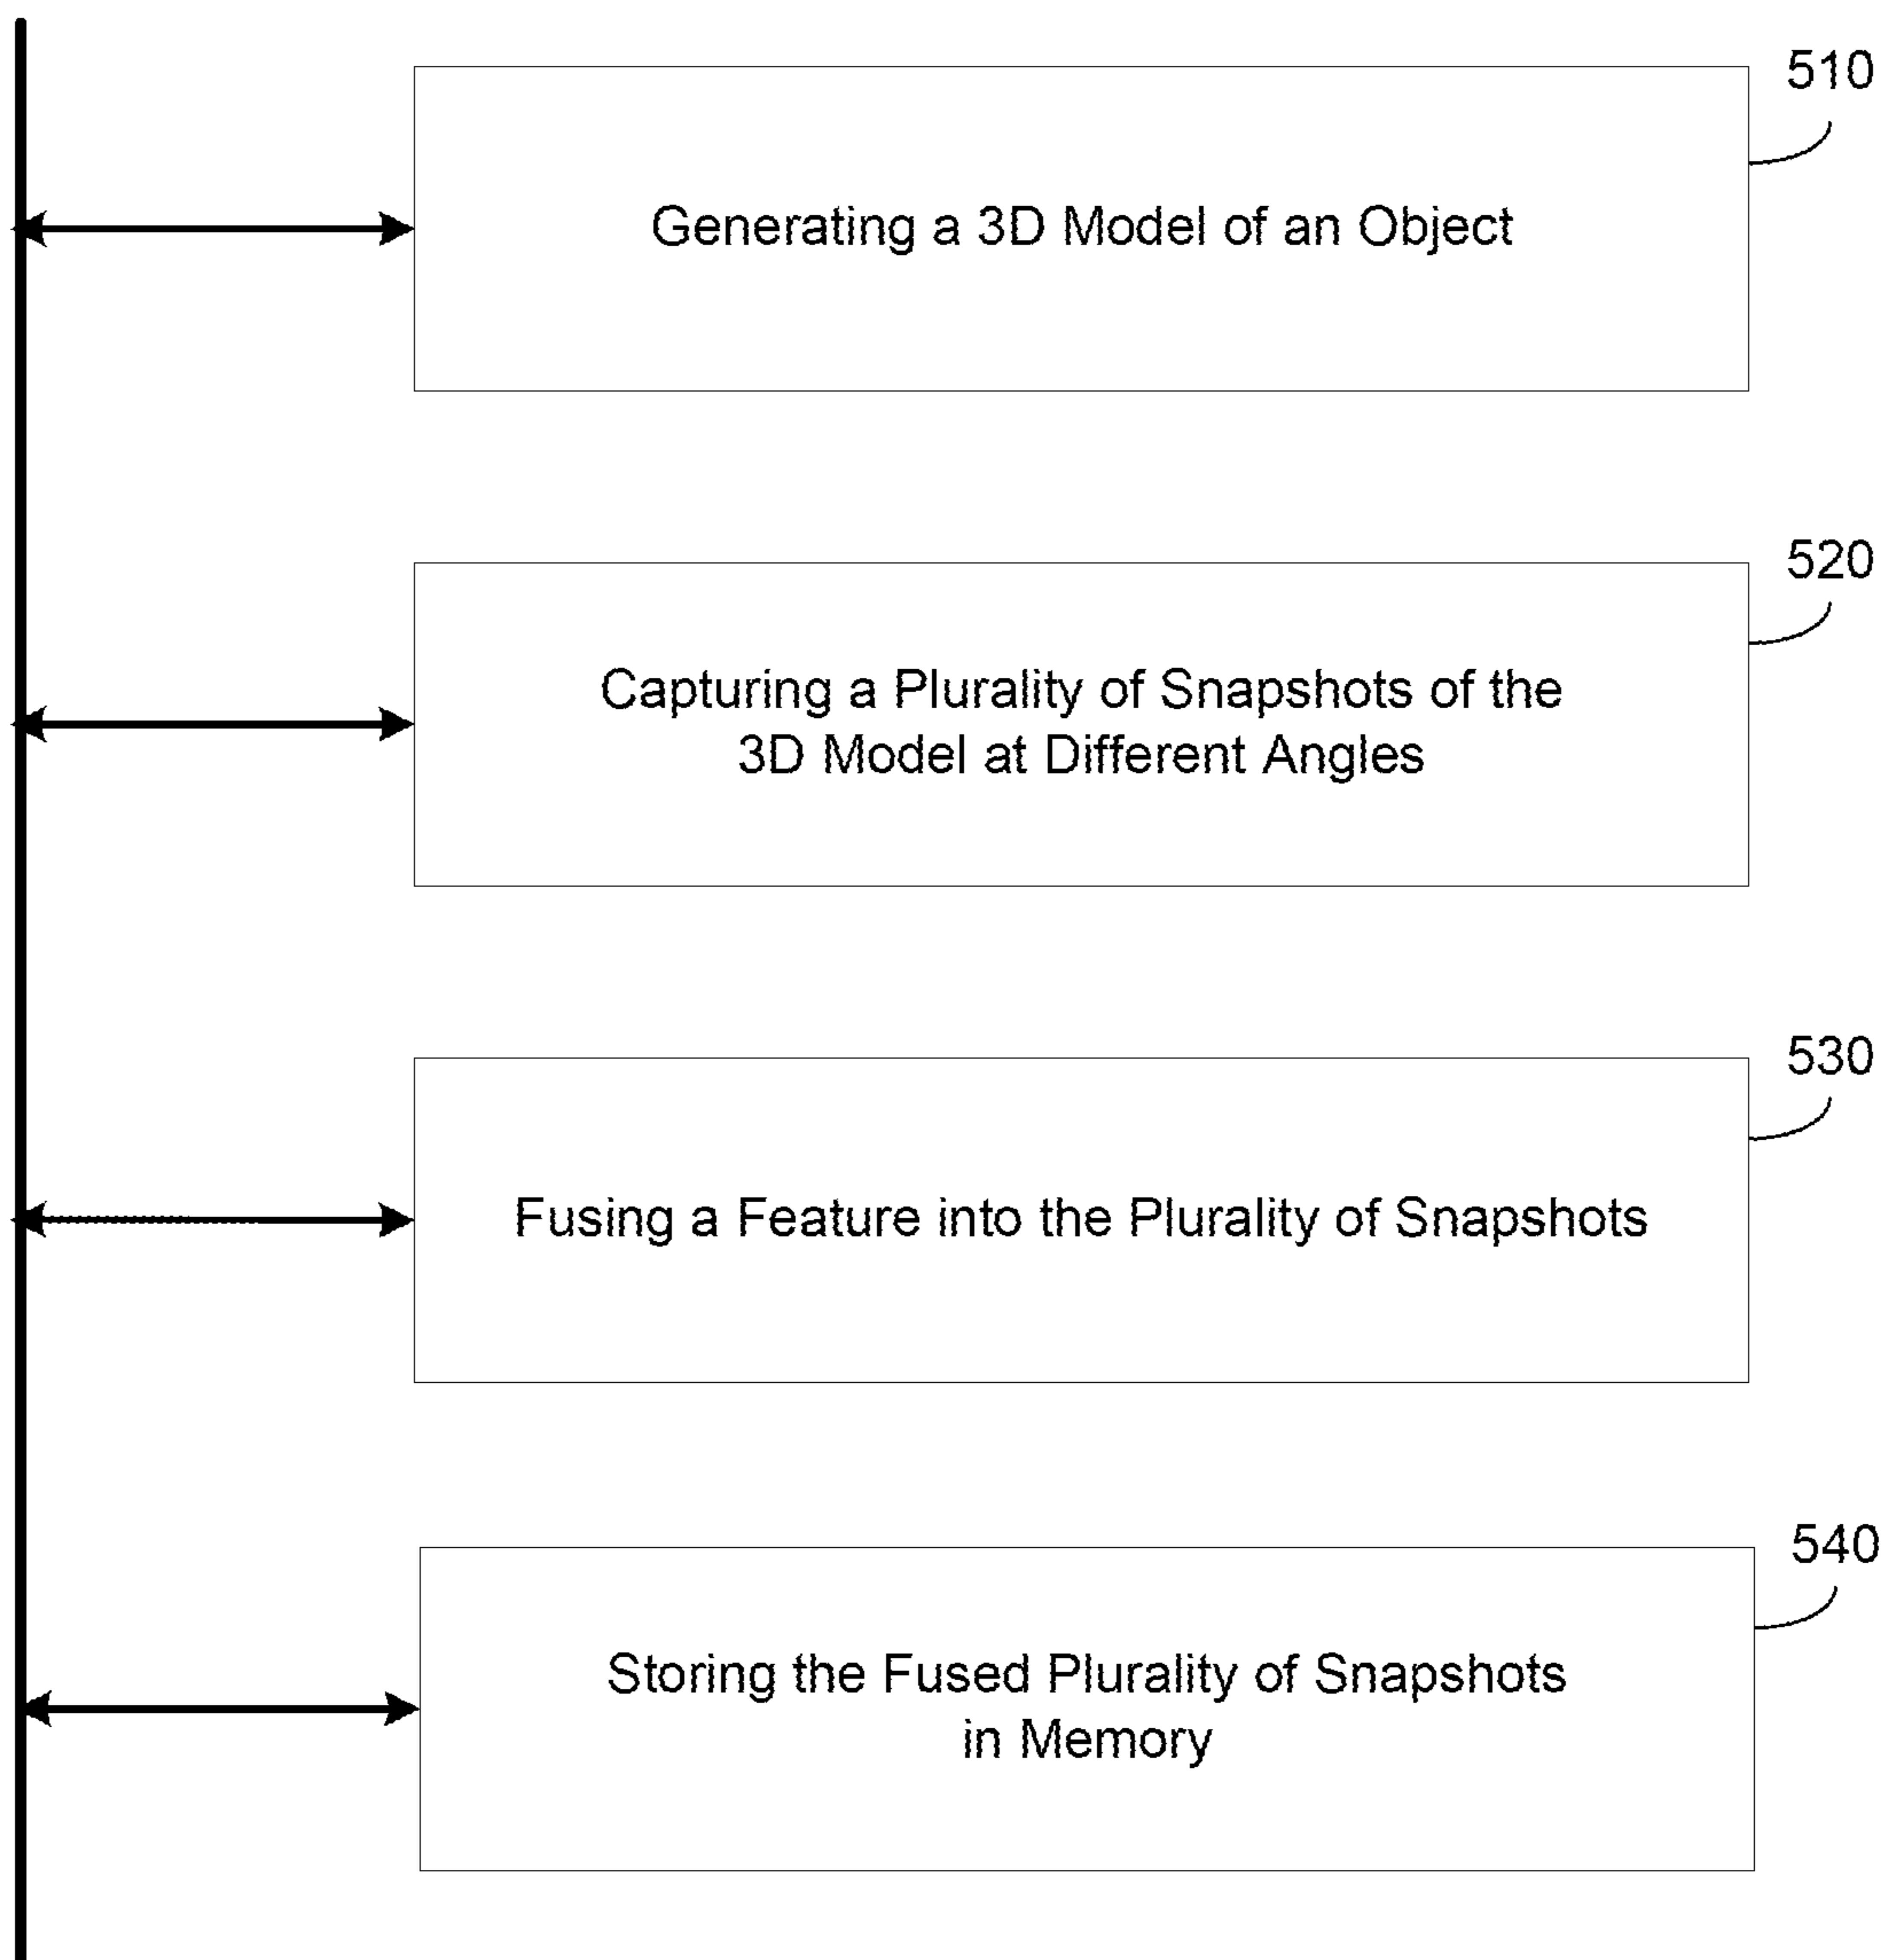 510
Generating a 3D Model of an Object
520
Capturing a Plurality of Snapshots of the
3D Model at Different Angles
530
Fusing a Feature into the Plurality of Snapshots
540
Storing the Fused Plurality of Snapshots
in Memory